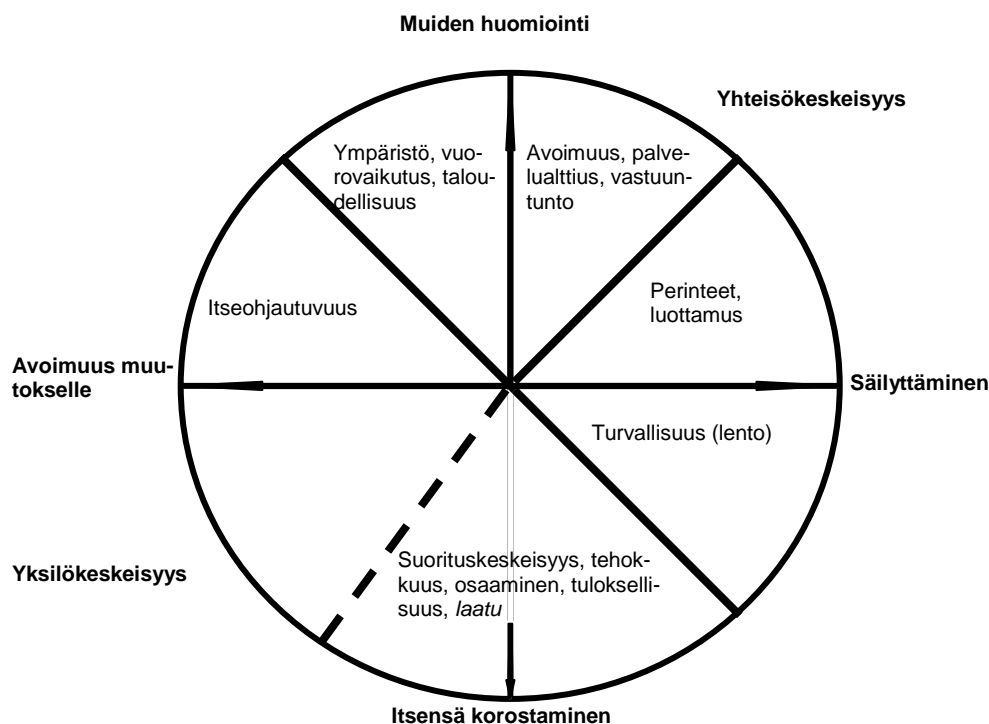 Muiden huomiointi
Yhteisökeskeisyys
Ympäristö, vuo-
rovaikutus, talou-
dellisuus
Avoimuus, palve-
lualttius, vastuun-
tunto
Itseohjautuvuus
Perinteet,
luottamus
Avoimuus muu-
tokselle
Säilyttäminen
Turvallisuus (lento)
Yksilökeskeisyys
Suorituskeskeisyys, tehok-
kuus, osaaminen, tulokselli-
suus, laatu
Itsensä korostaminen